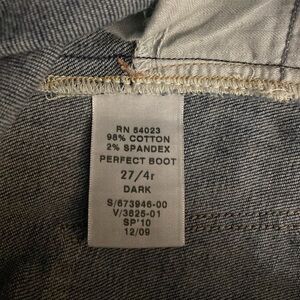 RN 54023
98% COTTON
2% SPANDEX
PERFECT BOOT
27/4r
DARK
S/673946-00
V/3625-01
SP'10
12/09